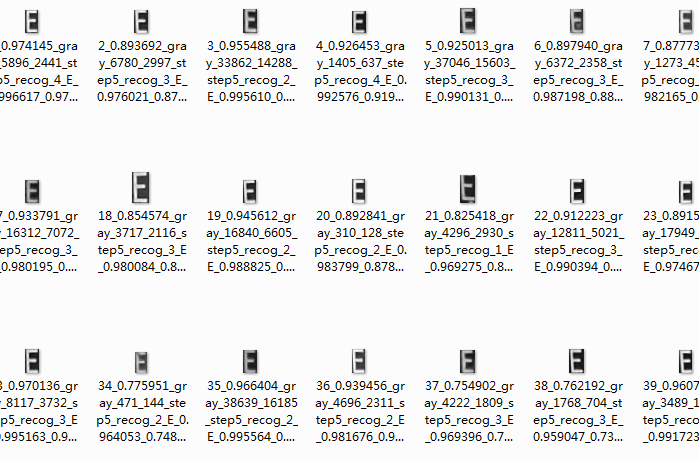 E
0.974145_gra
5896_2441_st
p5_recog_4_E_
996617_0.97...
E
2_0.893692_gra
y_6780_2997_st
ep5_recog_3_E_
0.976021_0.87...
E
3_0.955488_gra
y_33862_14288_
step5_recog_2_
E_0.995610_0....
E
4_0.926453_gra
y_1405_637_ste
p5_recog_4_E_0.
992576_0.919...
E
5_0.925013_gra
y_37046_15603_
step5_recog_3_
E_0.990131_0....
E
6_0.897940_gra
y_6372_2358_st
ep5_recog_3_E_
0.987198_0.88...
E
7_0.87773
y_1273_45
p5_recog_
982165_0
E
7_0.933791_gr
y_16312_7072_
ep5_recog_3_
_0.980195_0....
E
18_0.854574_gr
ay_3717_2116_s
tep5_recog_3_E
_0.980084_0.8...
E
19_0.945612_gr
ay_16840_6605_
step5_recog_2_
E_0.988825_0....
E
20_0.892841_gr
ay_310_128_ste
p5_recog_2_E_0.
983799_0.878...
E
21_0.825418_gr
ay_4296_2930_s
tep5_recog_1_E
_0.969275_0.8...
E
22_0.912223_gr
ay_12811_5021_
step5_recog_3_
E_0.990394_0....
E
23_0.8915
ay_17949_
step5_rec
E_0.97467
E
3_0.970136_gr
y_8117_3732_s
ep5_recog_3_E
0.995163_0.9...
E
34_0.775951_gr
ay_471_144_ste
p5_recog_2_E_0.
964053_0.748...
E
35_0.966404_gr
ay_38639_16185
_step5_recog_2_
E_0.995564_0....
E
36_0.939456_gr
ay_4696_2311_s
tep5_recog_2_E
_0.981676_0.9...
E
37_0.754902_gr
ay_4222_1809_s
tep5_recog_3_E
_0.969396_0.7...
E
38_0.762192_gr
ay_1768_704_st
ep5_recog_3_E_
0.959047_0.73...
E
39_0.9607
ay_3489_1
tep5_reco
_0.991723